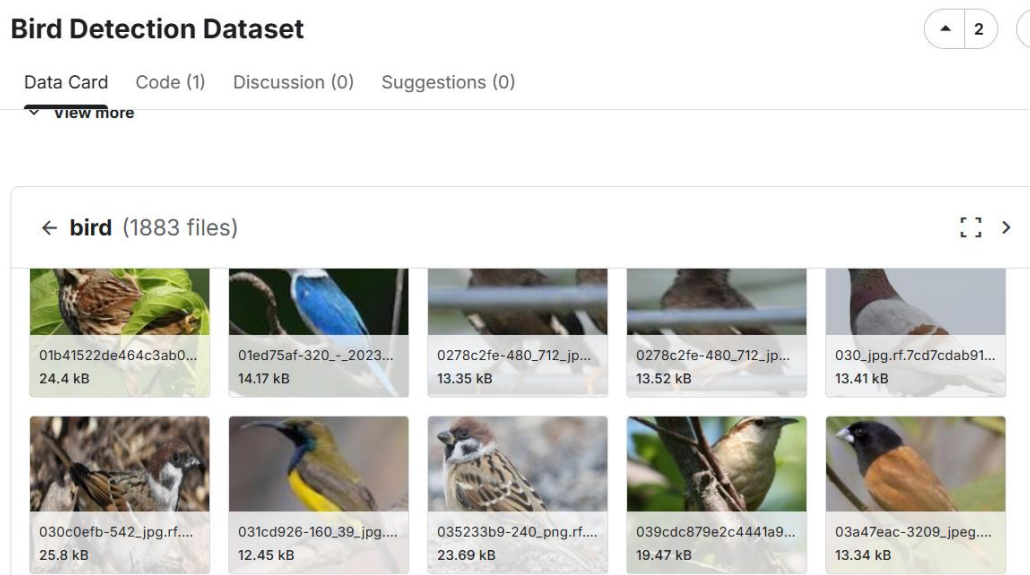 Bird Detection Dataset
2
Data Card Code (1) Discussion (0) Suggestions (0)
View more
bird (1883 files)
01b41522de464c3ab0... 01ed75af-320_-_2023... 0278c2fe-480_712_jp... 0278c2fe-480_712_jp... 030_jpg.rf.7cd7cdab91...
24.4 kB 14.17 kB 13.35 kB 13.52 kB 13.41 kB
030c0efb-542_jpg.rf.... 031cd926-160_39_jpg.... 035233b9-240_png.rf.... 039cdc879e2c4441a9... 03a47eac-3209_jpeg....
25.8 kB 12.45 kB 23.69 kB 19.47 kB 13.34 kB